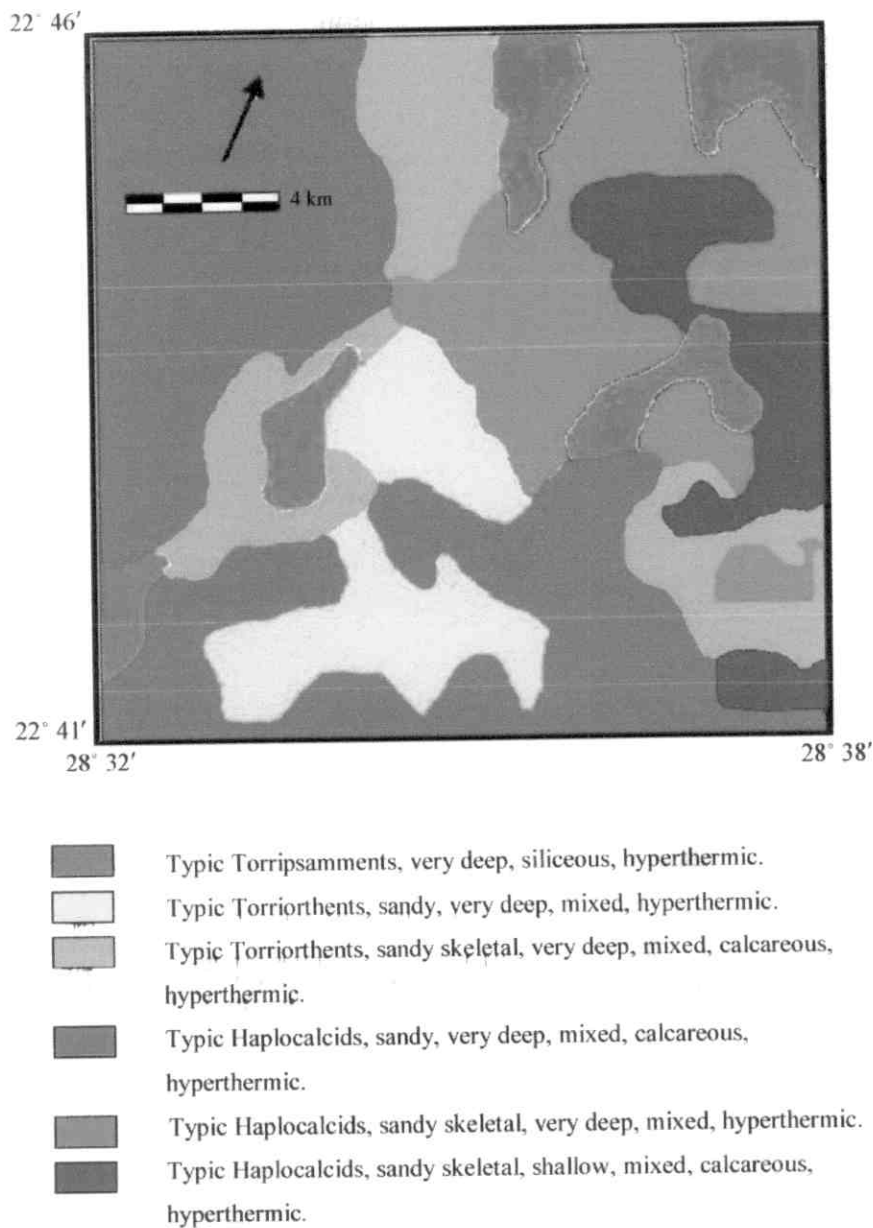 22° 46'
4 km
22° 41'
28° 32'
28° 38'
Typic Torripsamments, very deep, siliceous, hyperthermic.
Typic Torriorthents, sandy, very deep, mixed, hyperthermic.
Typic Torriorthents, sandy skeletal, very deep, mixed, calcareous,
hyperthermic.
Typic Haplocalcids, sandy, very deep, mixed, calcareous,
hyperthermic.
Typic Haplocalcids, sandy skeletal, very deep, mixed, hyperthermic.
Typic Haplocalcids, sandy skeletal, shallow, mixed, calcareous,
hyperthermic.